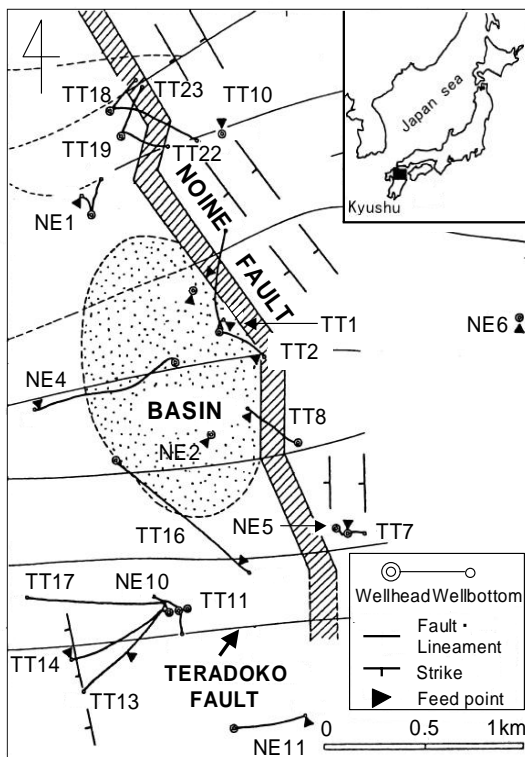 4
TT23
TT18
TT10
TT19
TT22
Japan sea
Kyushu
NE1
NOINE
FAULT
TT1
NE6
TT2
NE4
BASIN
TT8
NE2
NE5
TT7
TT16
TT17
NE10
TT11
TT14
TT13
TERADOKO
FAULT
NE11
Wellhead Wellbottom
Fault・
Lineament
Strike
Feed point
0 0.5 1km